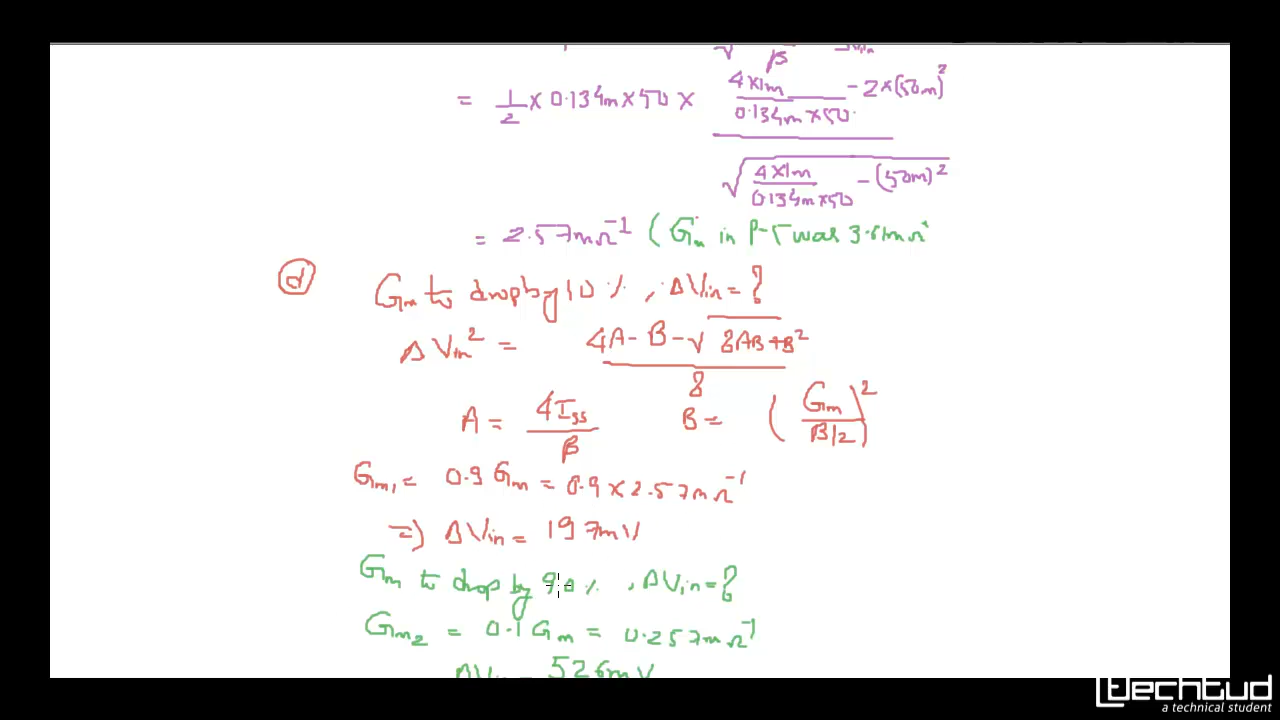 = 1/2 × 0.134m × 50 × (4×1m / 0.134m×50 − 2×(50m)²) / √(4×1m / 0.134m×50 − (50m)²)
= 2.57mΩ⁻¹ (Gm in P-5 was 3.61mΩ⁻
(d) Gm to drop by 10 %, ΔVin = ?
ΔVin² = (4A − B − √(8AB + B²)) / 8
A = 4Iss / β B = (Gm / (β/2))²
Gm₁ = 0.9 Gm = 0.9 × 2.57mΩ⁻¹
=) ΔVin = 197mV
Gm to drop by 90 %, ΔVin = ?
Gm₂ = 0.1 Gm = 0.257mΩ⁻¹
ΔVin = 526mV
techtud
a technical student